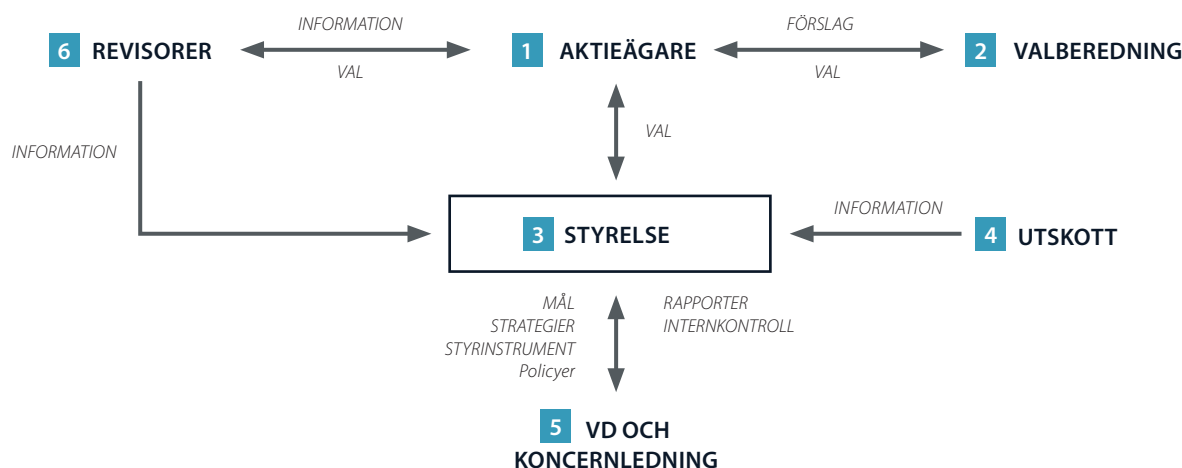 INFORMATION
FÖRSLAG
6 REVISORER
1 AKTIEÄGARE
2 VALBEREDNING
VAL
VAL
VAL
INFORMATION
INFORMATION
3 STYRELSE
4 UTSKOTT
MÅL
STRATEGIER
STYRINSTRUMENT
Policyer
RAPPORTER
INTERNKONTROLL
5 VD OCH
KONCERNLEDNING